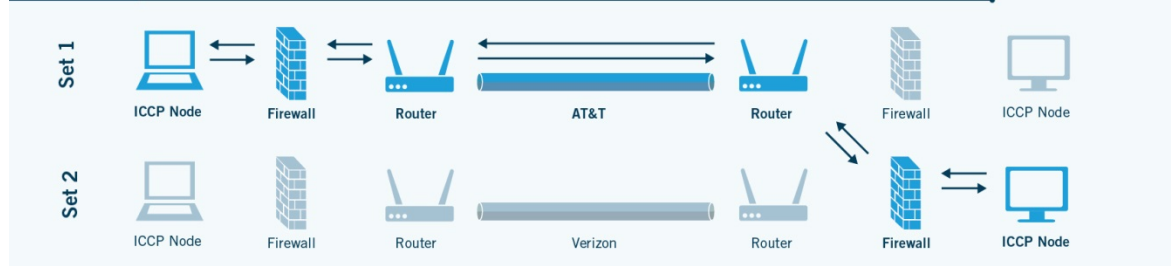 Set 1
ICCP Node
Firewall
Router
AT&T
Router
Firewall
ICCP Node
Set 2
ICCP Node
Firewall
Router
Verizon
Router
Firewall
ICCP Node